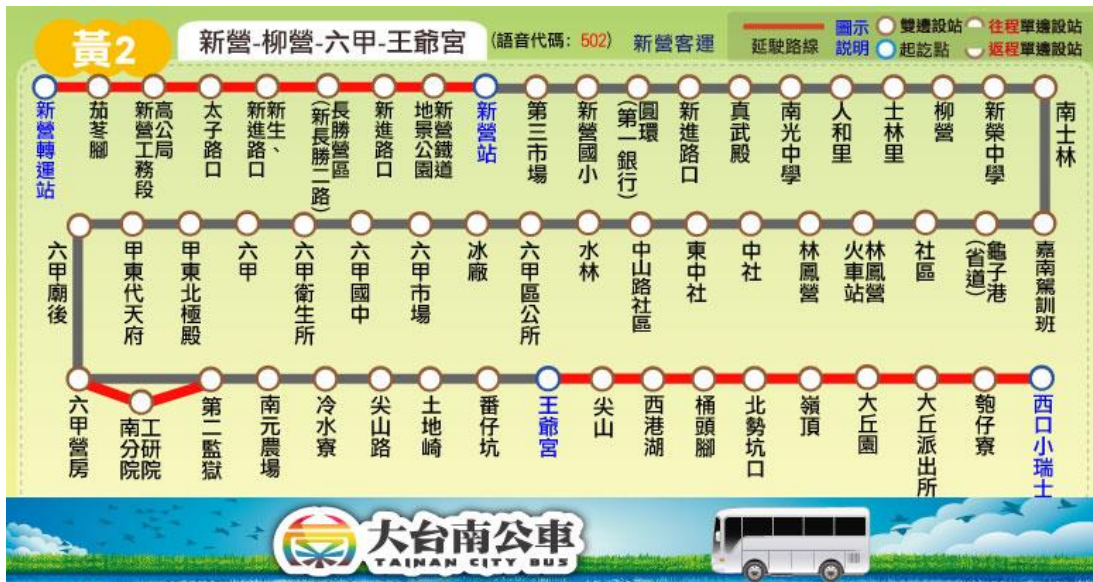 黃2
新營-柳營-六甲-王爺宮
(語音代碼: 502)
新營客運
延駛路線
圖示說明
雙邊設站
往程單邊設站
起訖點
返程單邊設站
新營轉運站
茄苳腳
高公局新營工務段
太子路口
新生、新進路口
長勝營區(新長勝二路)
新進路口
新營鐵道地景公園
新營站
第三市場
新營國小
圓環(第一銀行)
新進路口
真武殿
南光中學
人和里
士林里
柳營
新榮中學
南士林
六甲廟後
甲東代天府
甲東北極殿
六甲
六甲衛生所
六甲國中
六甲市場
冰廠
六甲區公所
水林
中山路社區
東中社
中社
林鳳營
林鳳營火車站
社區
龜子港(省道)
嘉南駕訓班
六甲營房
工研院南分院
第二監獄
南元農場
冷水寮
尖山路
土地崎
番仔坑
王爺宮
尖山
西港湖
桶頭腳
北勢坑口
嶺頂
大丘園
大丘派出所
匏仔寮
西口小瑞士
大台南公車
TAINAN CITY BUS